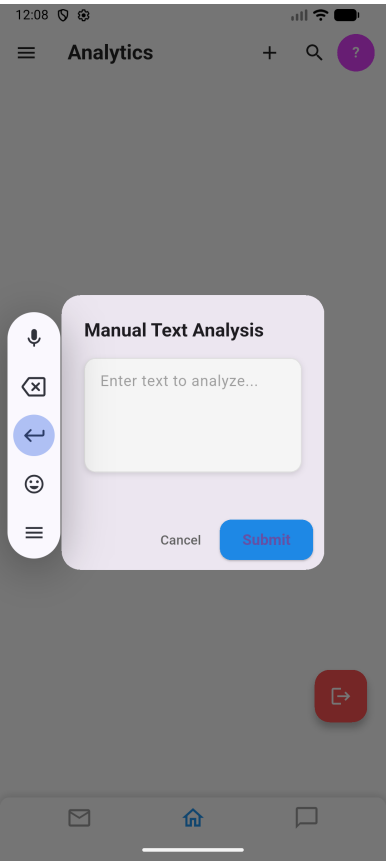 12:08
Analytics
?
Manual Text Analysis
Enter text to analyze...
Cancel
Submit